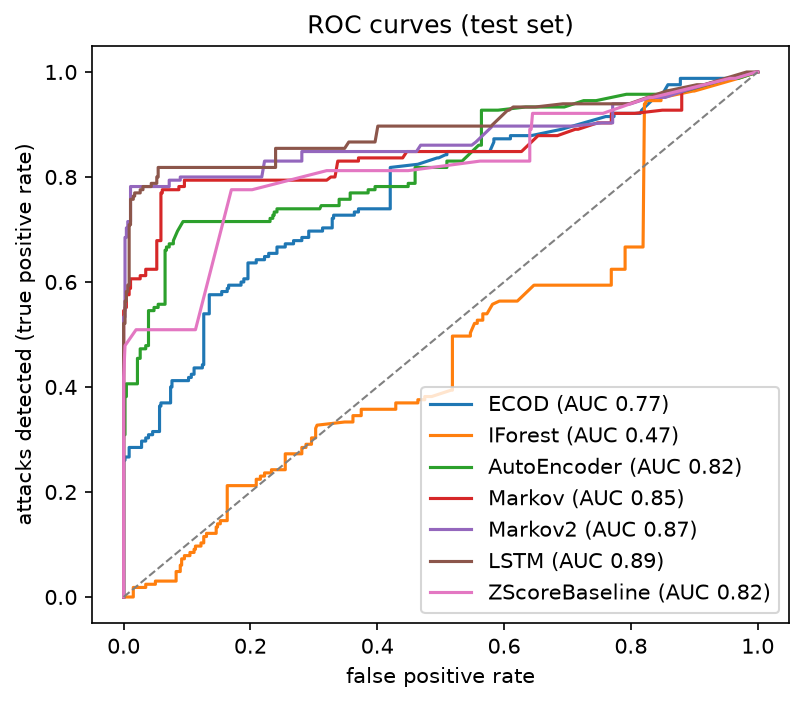 ROC curves (test set)
attacks detected (true positive rate)
1.0
0.8
0.6
0.4
0.2
0.0
ECOD (AUC 0.77)
IForest (AUC 0.47)
AutoEncoder (AUC 0.82)
Markov (AUC 0.85)
Markov2 (AUC 0.87)
LSTM (AUC 0.89)
ZScoreBaseline (AUC 0.82)
0.0 0.2 0.4 0.6 0.8 1.0
false positive rate